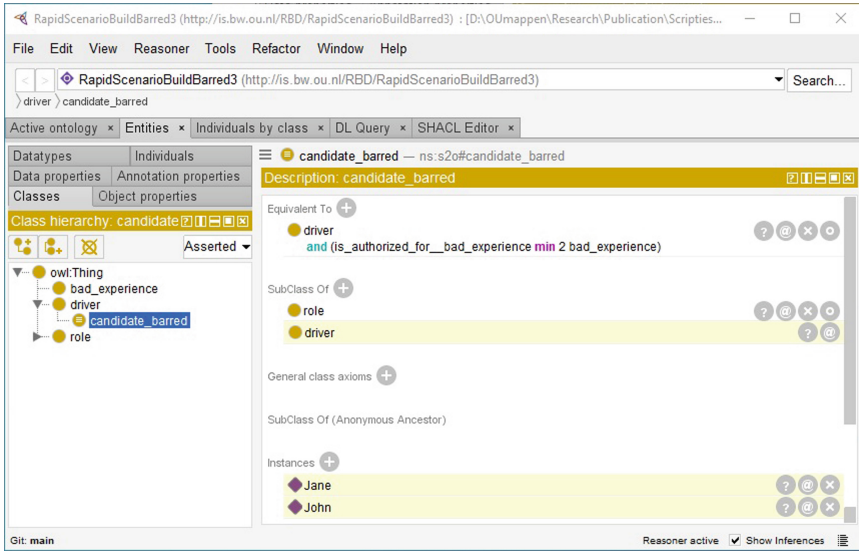 RapidScenarioBuildBarred3 (http://is.bw.ou.nl/RBD/RapidScenarioBuildBarred3) : [D:\OUmappen\Research\Publication\Scripties...
File Edit View Reasoner Tools Refactor Window Help
< > RapidScenarioBuildBarred3 (http://is.bw.ou.nl/RBD/RapidScenarioBuildBarred3) Search...
driver candidate_barred
Active ontology × Entities × Individuals by class × DL Query × SHACL Editor ×
Datatypes Individuals
Data properties Annotation properties
Classes Object properties
Class hierarchy: candidate
Asserted
owl:Thing
bad_experience
driver
candidate_barred
role
candidate_barred — ns:s2o#candidate_barred
Description: candidate_barred
Equivalent To
driver
and (is_authorized_for__bad_experience min 2 bad_experience)
SubClass Of
role
driver
General class axioms
SubClass Of (Anonymous Ancestor)
Instances
Jane
John
Git: main
Reasoner active Show Inferences